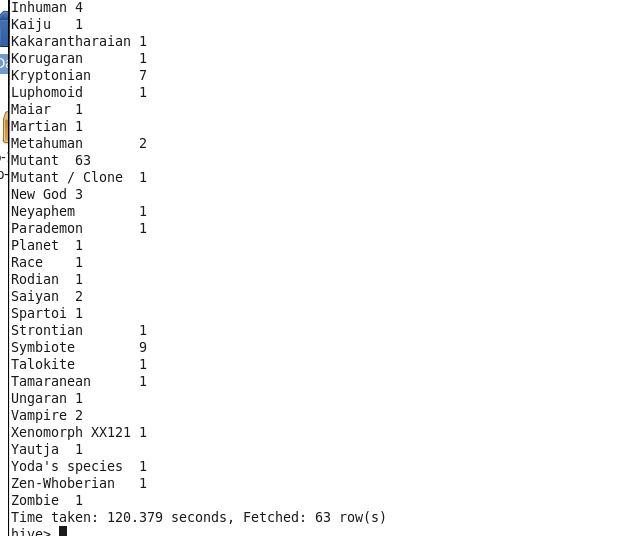 Inhuman 4
Kaiju 1
Kakarantharaian 1
Korugaran 1
Kryptonian 7
Luphomoid 1
Maiar 1
Martian 1
Metahuman 2
Mutant 63
Mutant / Clone 1
New God 3
Neyaphem 1
Parademon 1
Planet 1
Race 1
Rodian 1
Saiyan 2
Spartoi 1
Strontian 1
Symbiote 9
Talokite 1
Tamaranean 1
Ungaran 1
Vampire 2
Xenomorph XX121 1
Yautja 1
Yoda's species 1
Zen-Whoberian 1
Zombie 1
Time taken: 120.379 seconds, Fetched: 63 row(s)
hive>